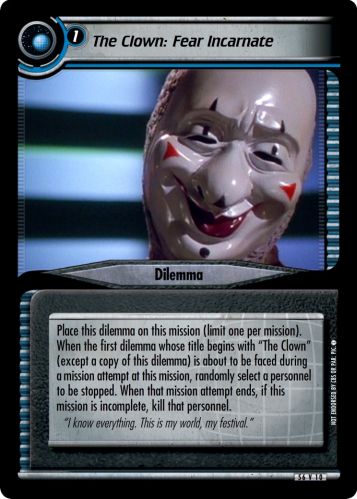 1
The Clown: Fear Incarnate
Dilemma
Place this dilemma on this mission (limit one per mission).
When the first dilemma whose title begins with “The Clown”
(except a copy of this dilemma) is about to be faced during
a mission attempt at this mission, randomly select a personnel
to be stopped. When that mission attempt ends, if this
mission is incomplete, kill that personnel.
“I know everything. This is my world, my festival.”
NOT ENDORSED BY CBS OR PAR. PIC.
56 V 10